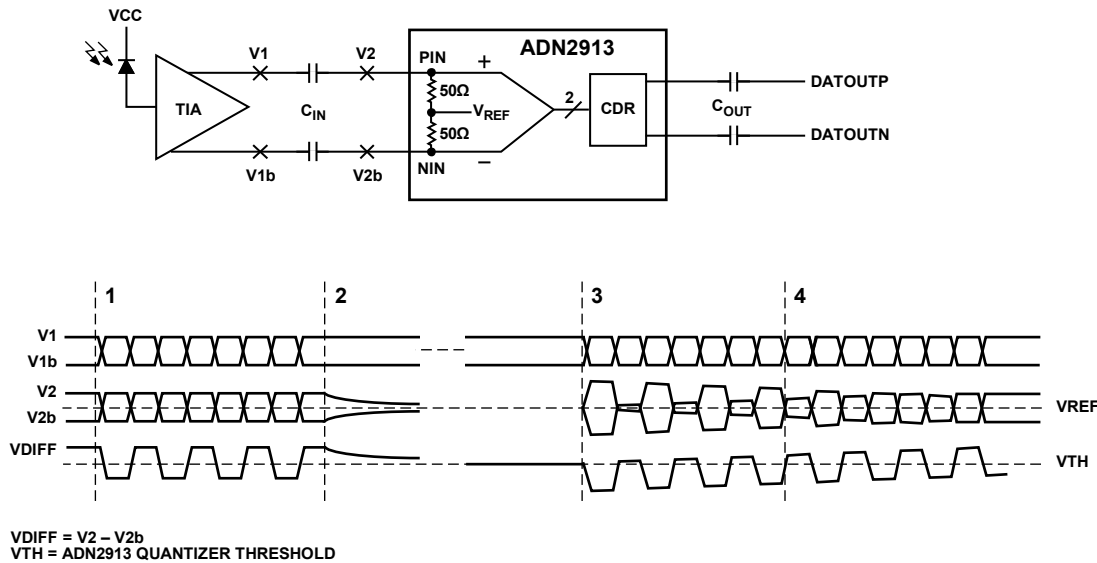 VCC
V1
V2
PIN
ADN2913
+
50Ω
VREF
50Ω
TIA
CIN
2
CDR
COUT
DATOUTP
DATOUTN
V1b
V2b
NIN
–
1
2
3
4
V1
V1b
V2
V2b
VREF
VDIFF
VTH
VDIFF = V2 – V2b
VTH = ADN2913 QUANTIZER THRESHOLD